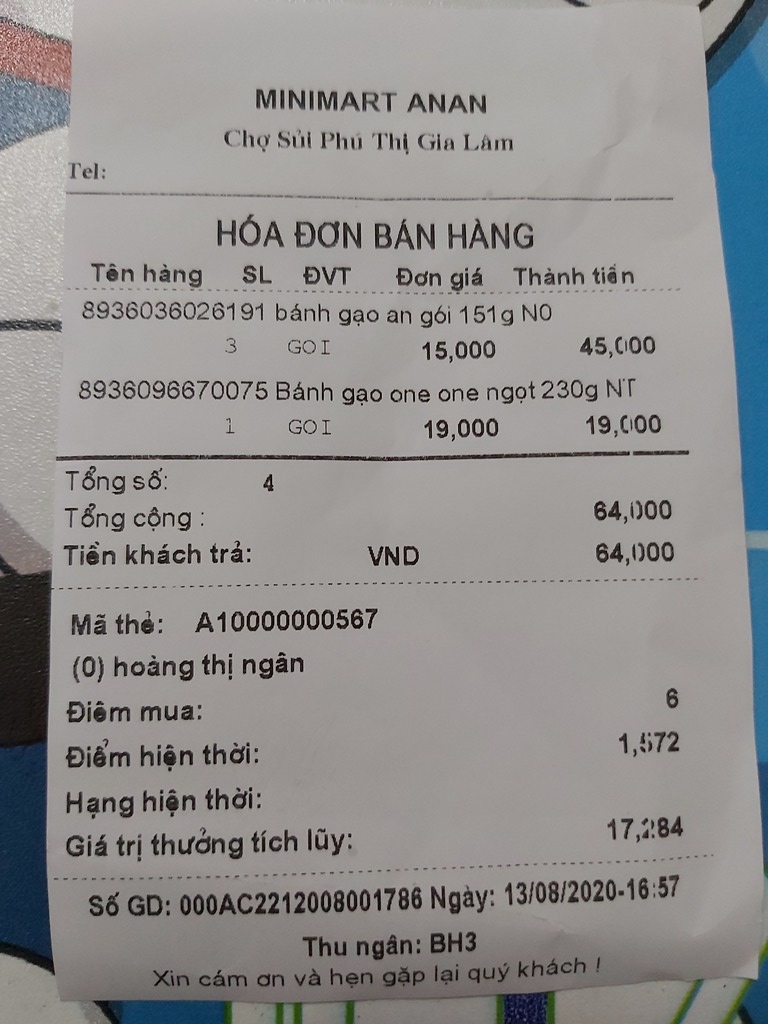 MINIMART ANAN
Chợ Sủi Phú Thị Gia Lâm
Tel:
HÓA ĐƠN BÁN HÀNG
Tên hàng SL ĐVT Đơn giá Thành tiền
8936036026191 bánh gạo an gói 151g N0
3 GOI 15,000 45,000
8936096670075 Bánh gạo one one ngọt 230g NT
1 GOI 19,000 19,000
Tổng số: 4
Tổng cộng : 64,000
Tiền khách trả: VND 64,000
Mã thẻ: A10000000567
(0) hoàng thị ngân
Điểm mua: 6
Điểm hiện thời: 1,572
Hạng hiện thời:
Giá trị thưởng tích lũy: 17,284
Số GD: 000AC2212008001786 Ngày: 13/08/2020-16:57
Thu ngân: BH3
Xin cám ơn và hẹn gặp lại quý khách !